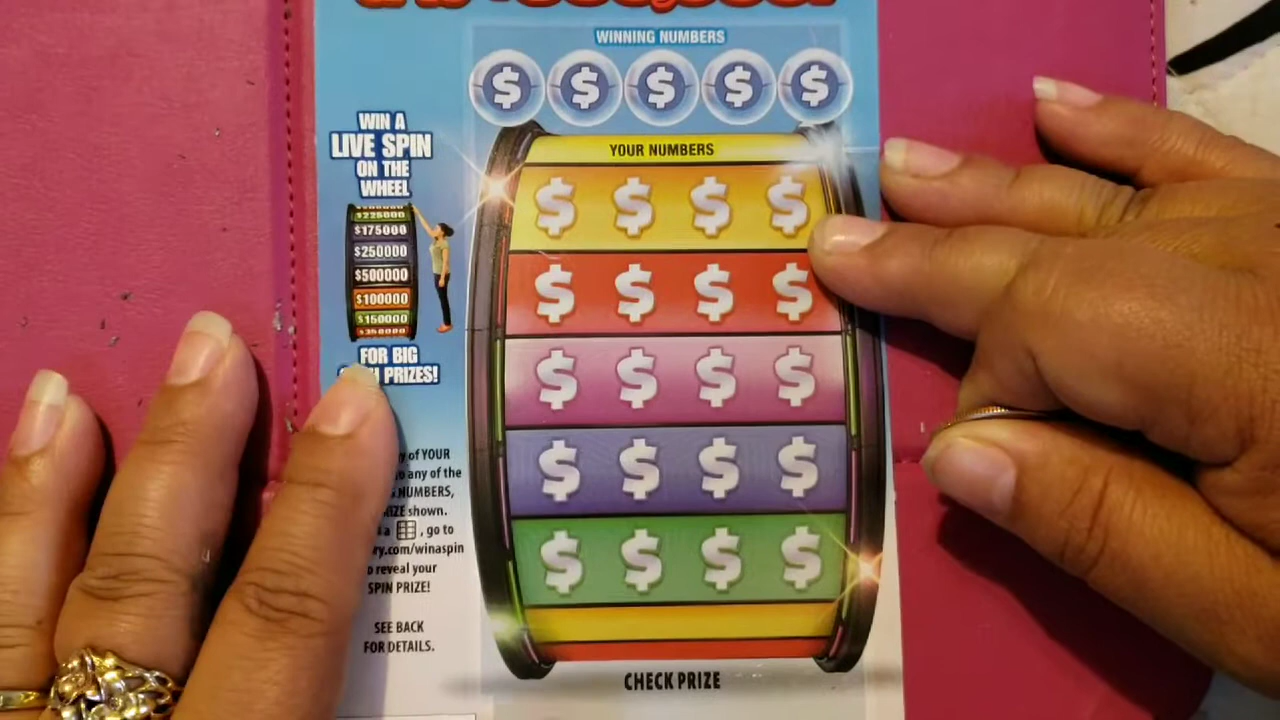 WINNING NUMBERS
$ $ $ $ $
WIN A
LIVE SPIN
ON THE
WHEEL
YOUR NUMBERS
$ $ $ $
$ $ $ $
$ $ $ $
$ $ $ $
$ $ $ $
$225000
$175000
$250000
$500000
$100000
$150000
FOR BIG
PRIZES!
of YOUR
any of the
NUMBERS,
shown.
a , go to
.com/winaspin
reveal your
SPIN PRIZE!
SEE BACK
FOR DETAILS.
CHECK PRIZE